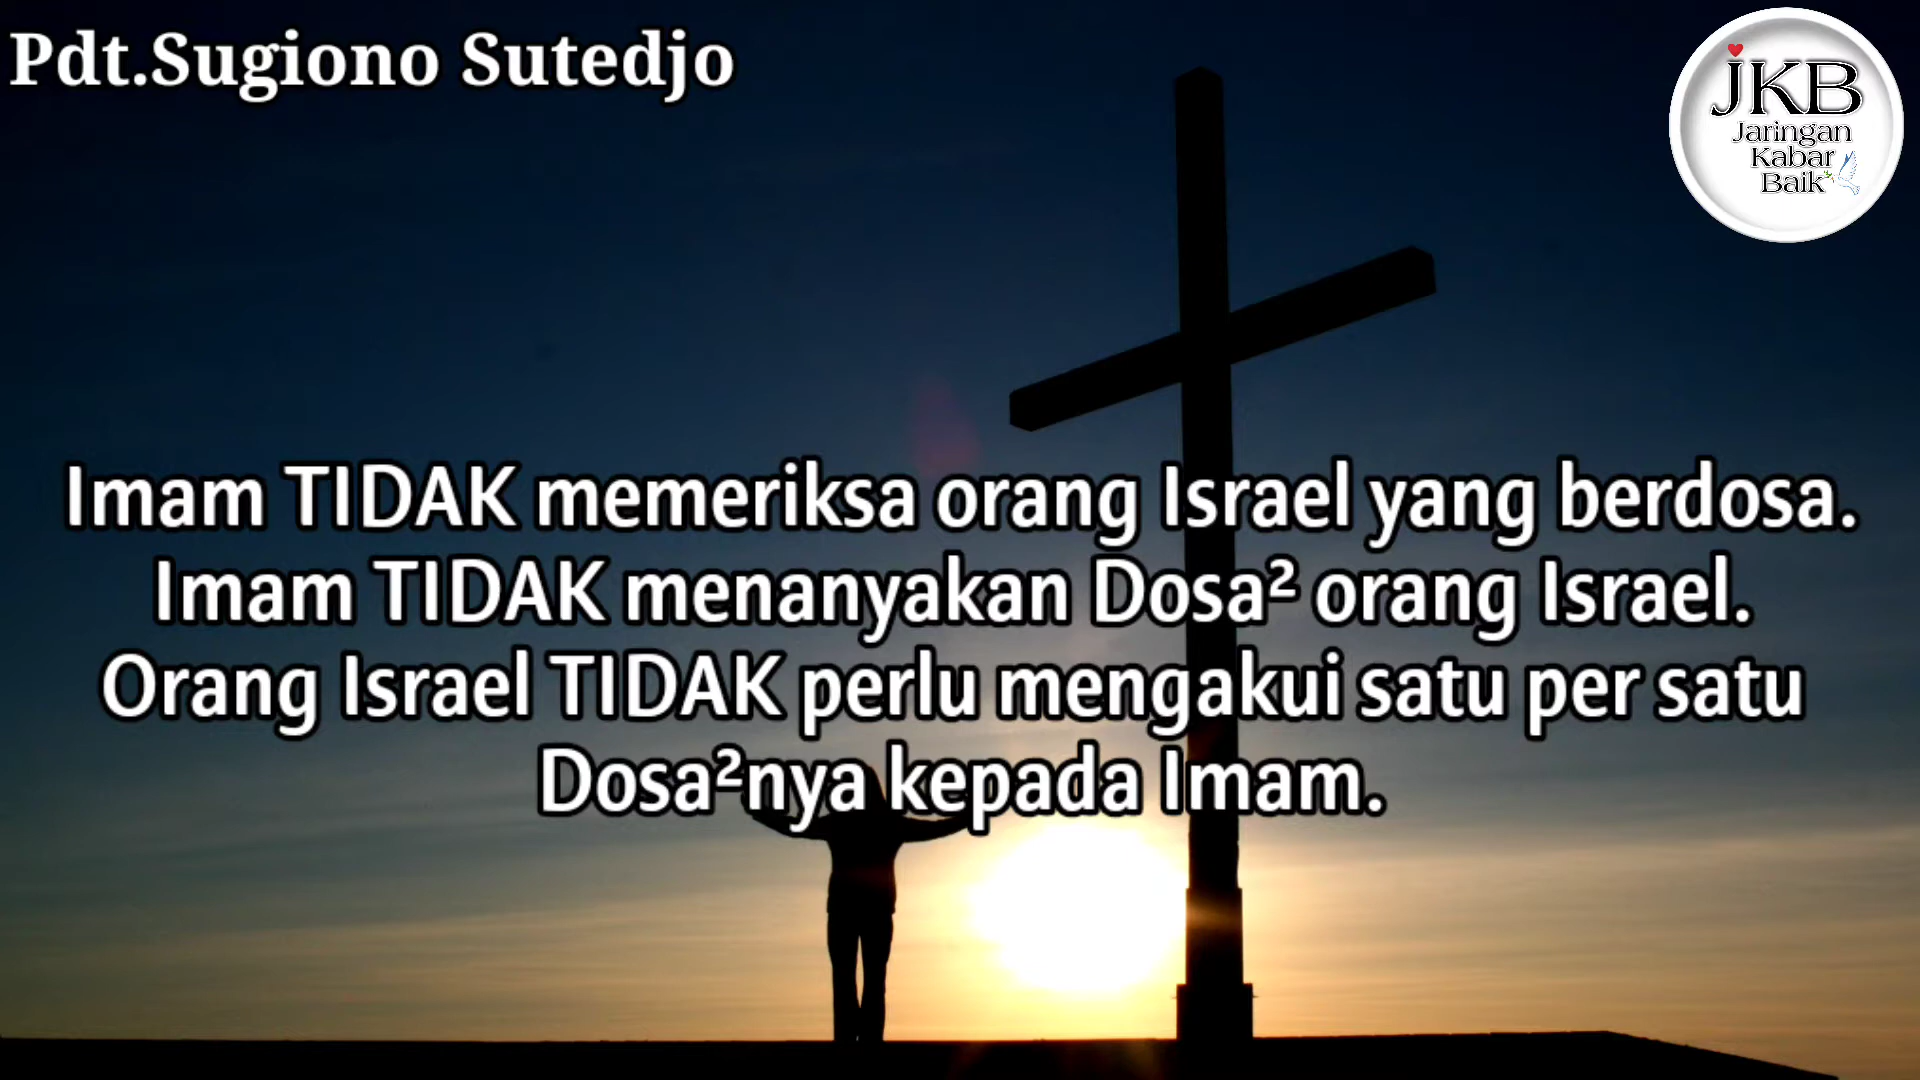 Pdt.Sugiono Sutedjo
JKB
Jaringan
Kabar
Baik
Imam TIDAK memeriksa orang Israel yang berdosa.
Imam TIDAK menanyakan Dosa² orang Israel.
Orang Israel TIDAK perlu mengakui satu per satu
Dosa²nya kepada Imam.